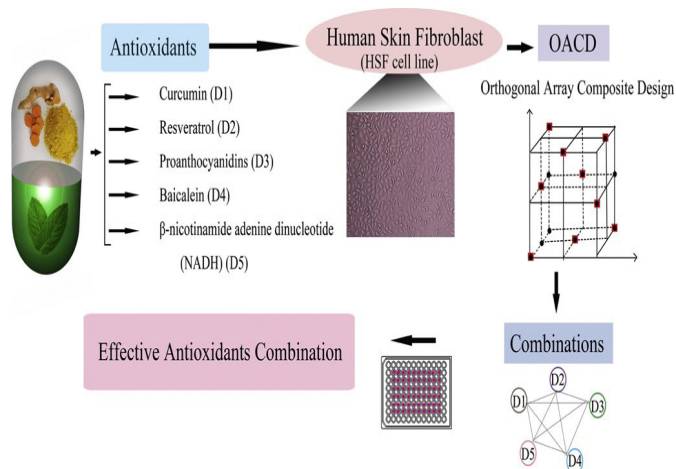 Antioxidants
Human Skin Fibroblast
(HSF cell line)
OACD
Orthogonal Array Composite Design
Curcumin (D1)
Resveratrol (D2)
Proanthocyanidins (D3)
Baicalein (D4)
β-nicotinamide adenine dinucleotide
(NADH) (D5)
Effective Antioxidants Combination
Combinations
D2
D1
D3
D5
D4